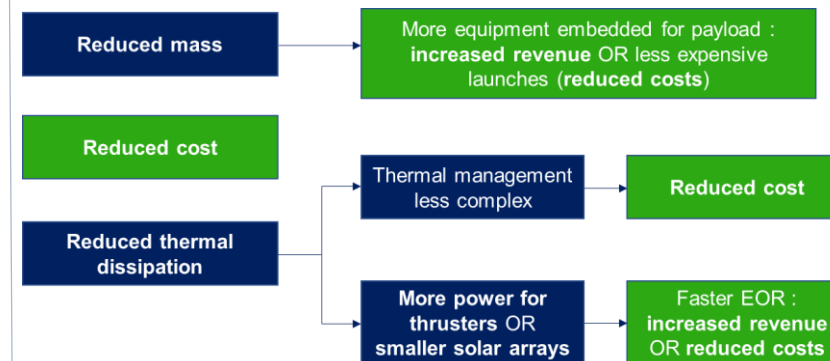 Reduced mass
More equipment embedded for payload :
increased revenue OR less expensive
launches (reduced costs)
Reduced cost
Thermal management
less complex
Reduced cost
Reduced thermal
dissipation
More power for
thrusters OR
smaller solar arrays
Faster EOR :
increased revenue
OR reduced costs